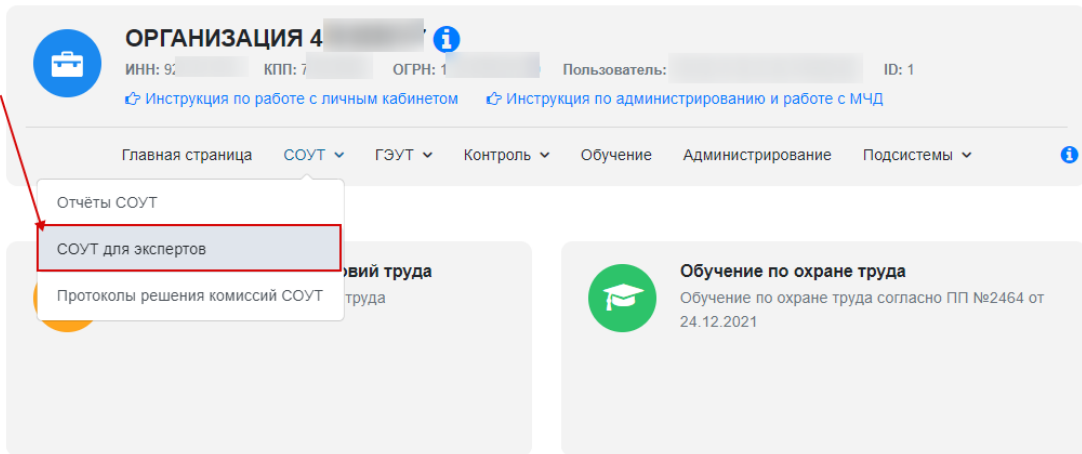 ОРГАНИЗАЦИЯ 4
ИНН: 9 КПП: 7 ОГРН: 1 Пользователь: ID: 1
Инструкция по работе с личным кабинетом Инструкция по администрированию и работе с МЧД
Главная страница СОУТ ГЭУТ Контроль Обучение Администрирование Подсистемы
Отчёты СОУТ
СОУТ для экспертов
Протоколы решения комиссий СОУТ
труда
труда
Обучение по охране труда
Обучение по охране труда согласно ПП №2464 от
24.12.2021